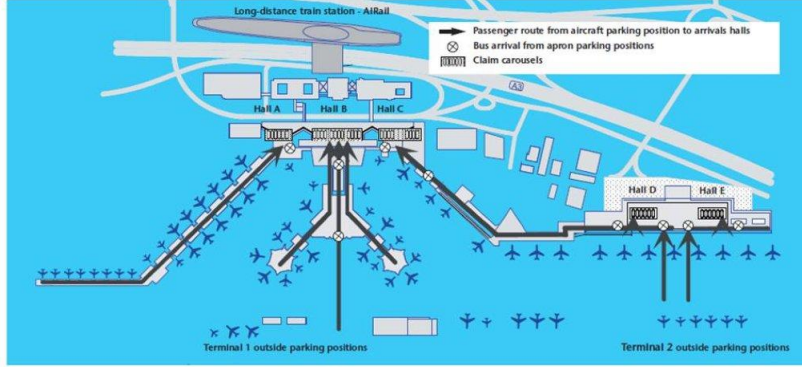 Long-distance train station - AIRail
Passenger route from aircraft parking position to arrivals halls
Bus arrival from apron parking positions
Claim carousels
A3
Hall A
Hall B
Hall C
Hall D
Hall E
Terminal 1 outside parking positions
Terminal 2 outside parking positions